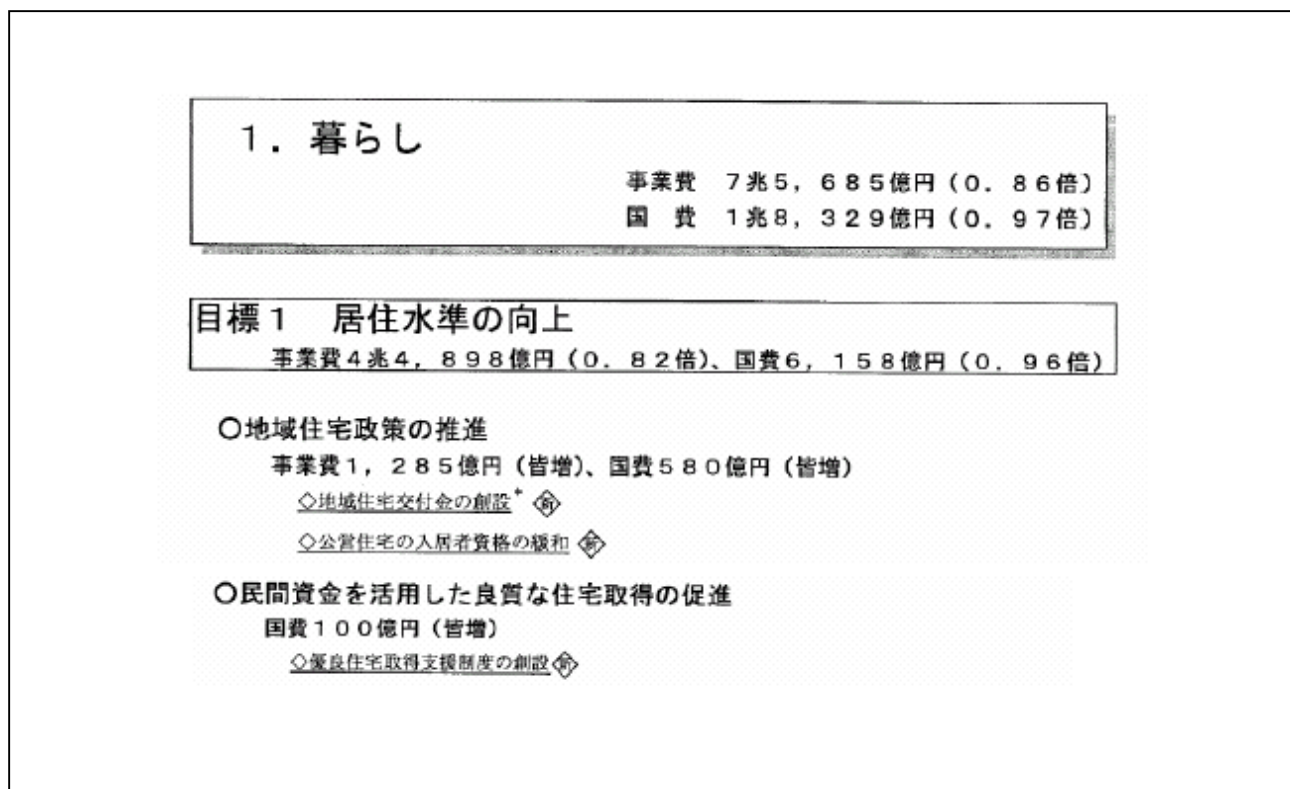 １．暮らし
事業費　７兆５，６８５億円（０．８６倍）
国　費　１兆８，３２９億円（０．９７倍）
目標１　居住水準の向上
事業費４兆４，８９８億円（０．８２倍）、国費６，１５８億円（０．９６倍）
〇地域住宅政策の推進
事業費１，２８５億円（皆増）、国費５８０億円（皆増）
◇地域住宅交付金の創設＋ 新
◇公営住宅の入居者資格の緩和 新
〇民間資金を活用した良質な住宅取得の促進
国費１００億円（皆増）
◇優良住宅取得支援制度の創設 新